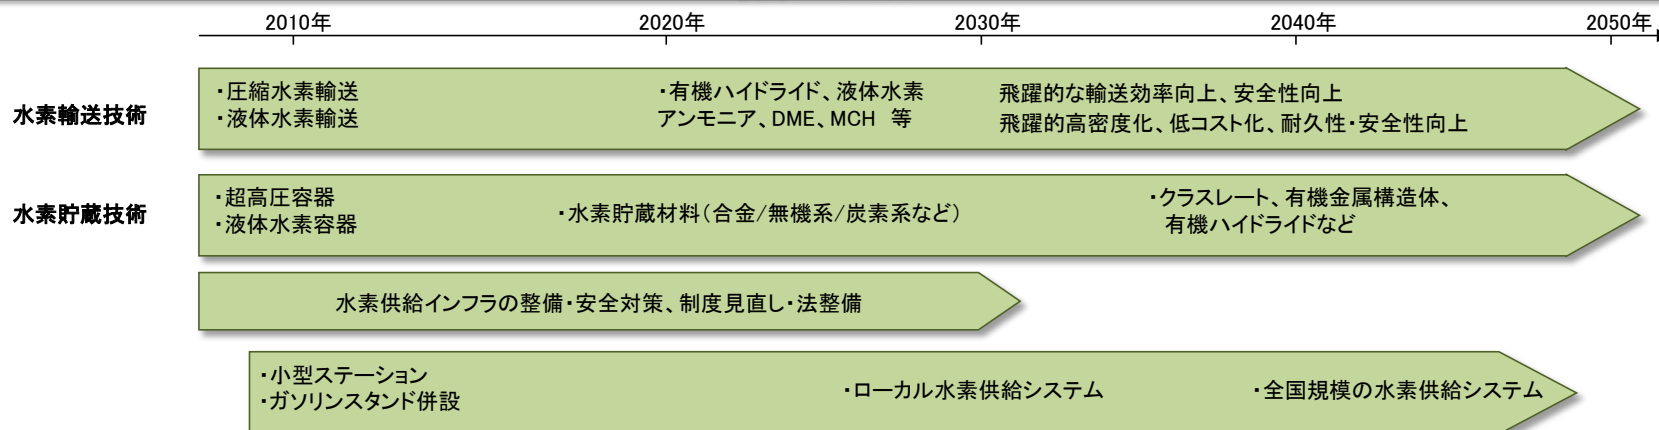 2010年 2020年 2030年 2040年 2050年
水素輸送技術
・圧縮水素輸送
・液体水素輸送
・有機ハイドライド、液体水素
アンモニア、DME、MCH 等
飛躍的な輸送効率向上、安全性向上
飛躍的高密度化、低コスト化、耐久性・安全性向上
水素貯蔵技術
・超高圧容器
・液体水素容器
・水素貯蔵材料(合金/無機系/炭素系など)
・クラスレート、有機金属構造体、
有機ハイドライドなど
水素供給インフラの整備・安全対策、制度見直し・法整備
・小型ステーション
・ガソリンスタンド併設
・ローカル水素供給システム
・全国規模の水素供給システム